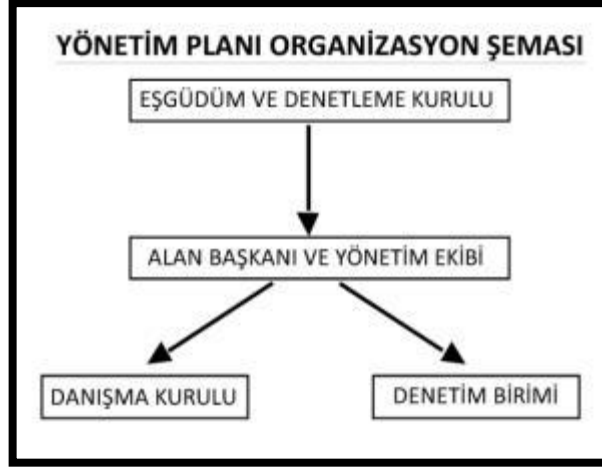 YÖNETİM PLANI ORGANİZASYON ŞEMASI
EŞGÜDÜM VE DENETLEME KURULU
ALAN BAŞKANI VE YÖNETİM EKİBİ
DANIŞMA KURULU
DENETİM BİRİMİ